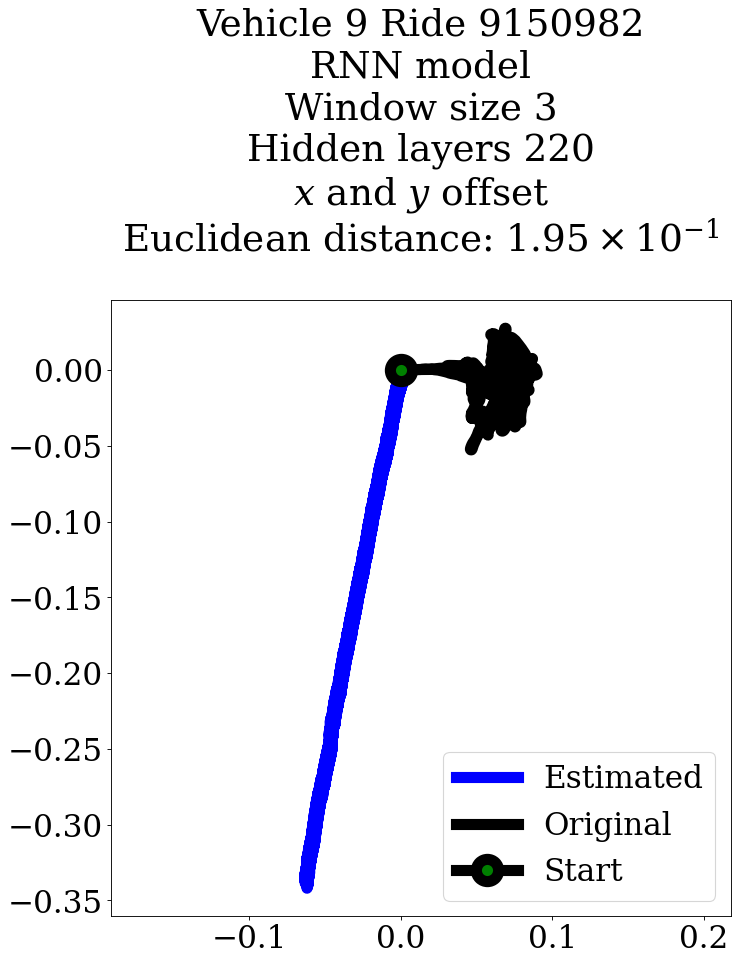 Vehicle 9 Ride 9150982
RNN model
Window size 3
Hidden layers 220
x and y offset
Euclidean distance: 1.95 × 10⁻¹
0.00
−0.05
−0.10
−0.15
−0.20
−0.25
−0.30
−0.35
Estimated
Original
Start
−0.1 0.0 0.1 0.2